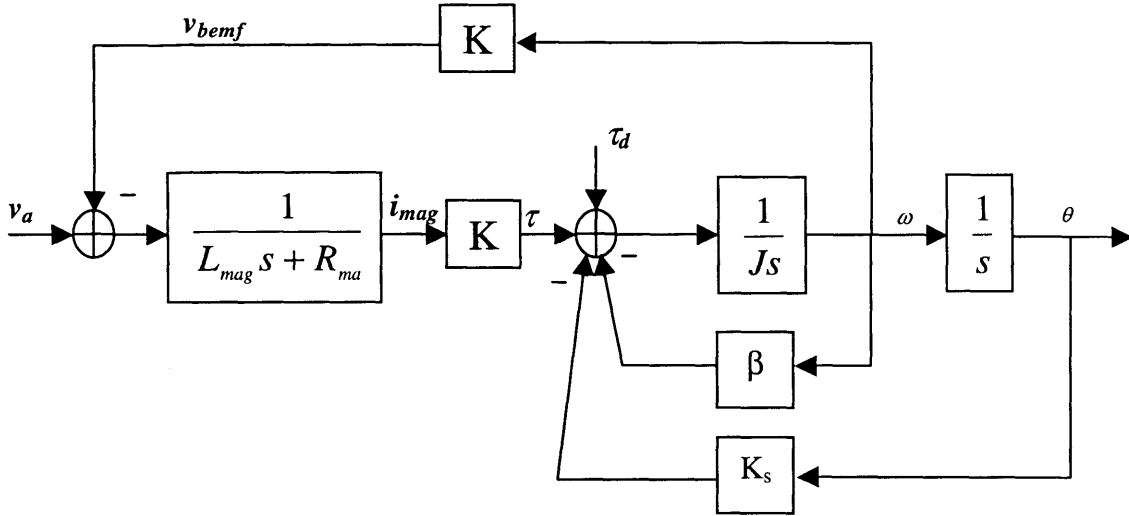 v_bemf
K
τ_d
v_a
−
1
L_mag s + R_ma
i_mag
K
τ
−
−
1
Js
ω
1
s
θ
β
K_s